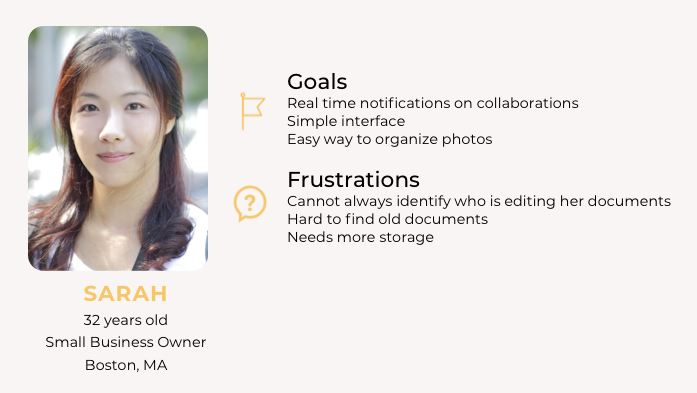 Goals
Real time notifications on collaborations
Simple interface
Easy way to organize photos
Frustrations
Cannot always identify who is editing her documents
Hard to find old documents
Needs more storage
SARAH
32 years old
Small Business Owner
Boston, MA